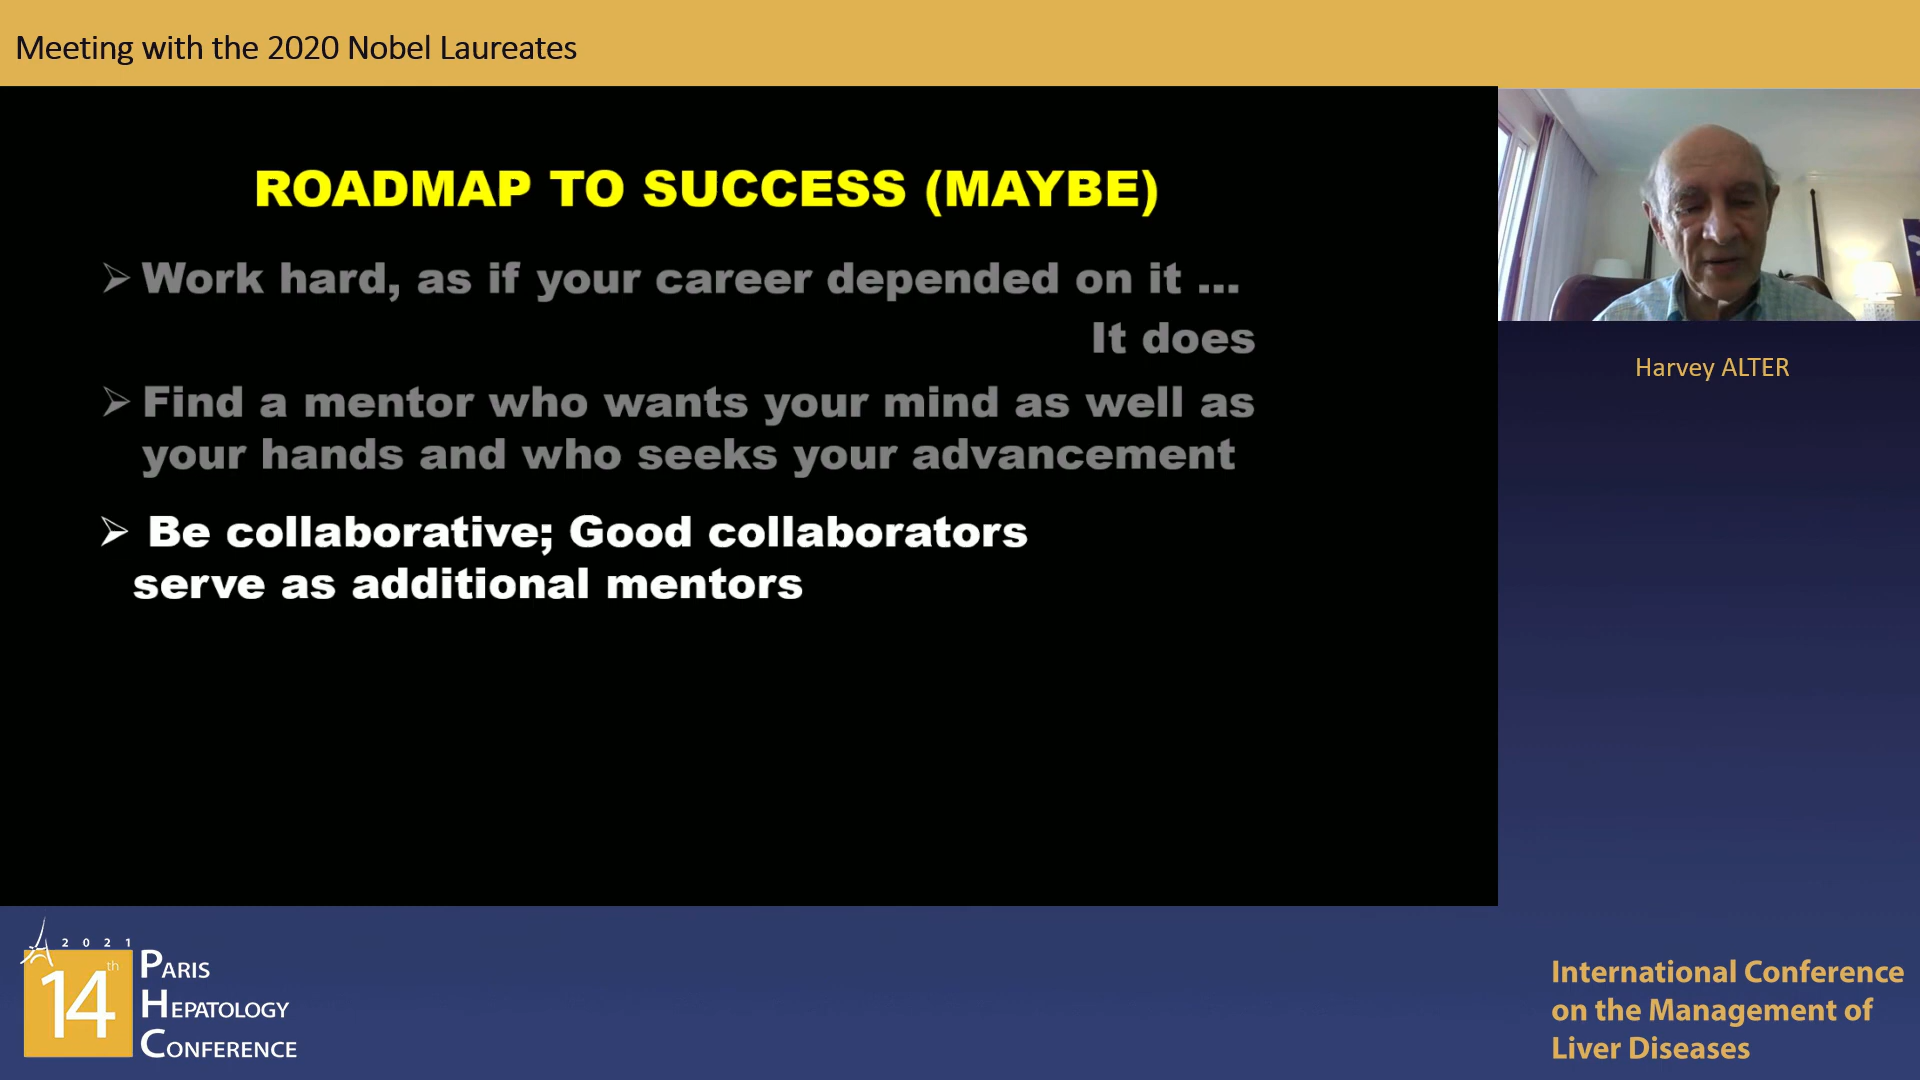 Meeting with the 2020 Nobel Laureates
ROADMAP TO SUCCESS (MAYBE)
➢ Work hard, as if your career depended on it ...
It does
➢ Find a mentor who wants your mind as well as
your hands and who seeks your advancement
➢ Be collaborative; Good collaborators
serve as additional mentors
Harvey ALTER
2021
14th
PARIS
HEPATOLOGY
CONFERENCE
International Conference
on the Management of
Liver Diseases